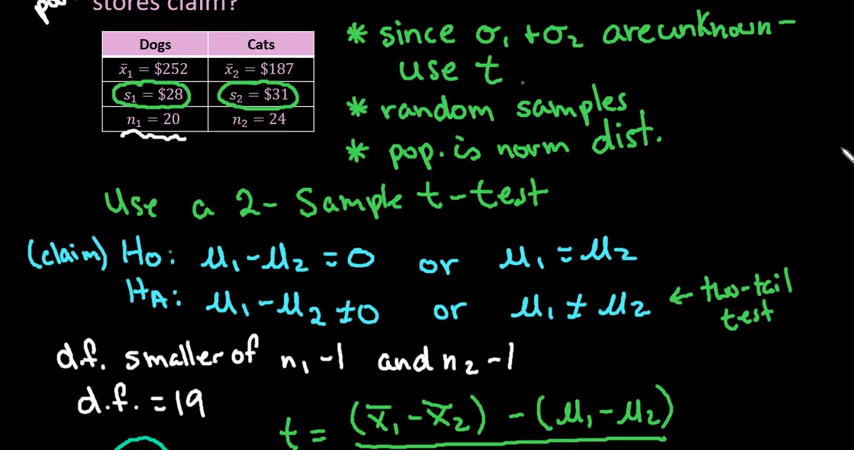 stores claim?
Dogs Cats
x̄₁ = $252 x̄₂ = $187
s₁ = $28 s₂ = $31
n₁ = 20 n₂ = 24
* since σ₁ + σ₂ are unknown –
use t.
* random samples
* pop. is norm dist.
Use a 2-Sample t-test
(claim) H₀: μ₁ – μ₂ = 0 or μ₁ = μ₂
Hᴀ: μ₁ – μ₂ ≠ 0 or μ₁ ≠ μ₂ ← two-tail
test
d.f. smaller of n₁ – 1 and n₂ – 1
d.f. = 19
t = (x̄₁ – x̄₂) – (μ₁ – μ₂)